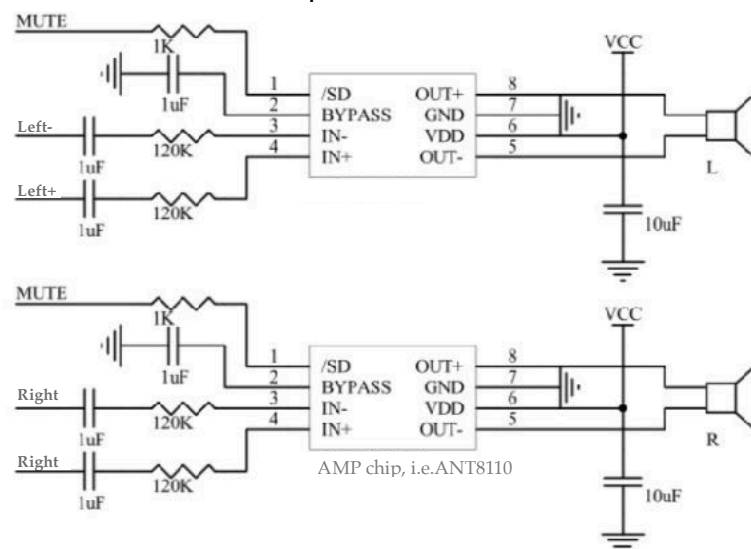 MUTE
1K
VCC
1uF
1 /SD OUT+ 8
2 BYPASS GND 7
Left- 3 IN- VDD 6
4 IN+ OUT- 5
1uF 120K
L
Left+
1uF 120K
10uF
MUTE
1K
VCC
1uF
1 /SD OUT+ 8
2 BYPASS GND 7
Right 3 IN- VDD 6
4 IN+ OUT- 5
1uF 120K
R
Right
AMP chip, i.e.ANT8110
1uF 120K
10uF